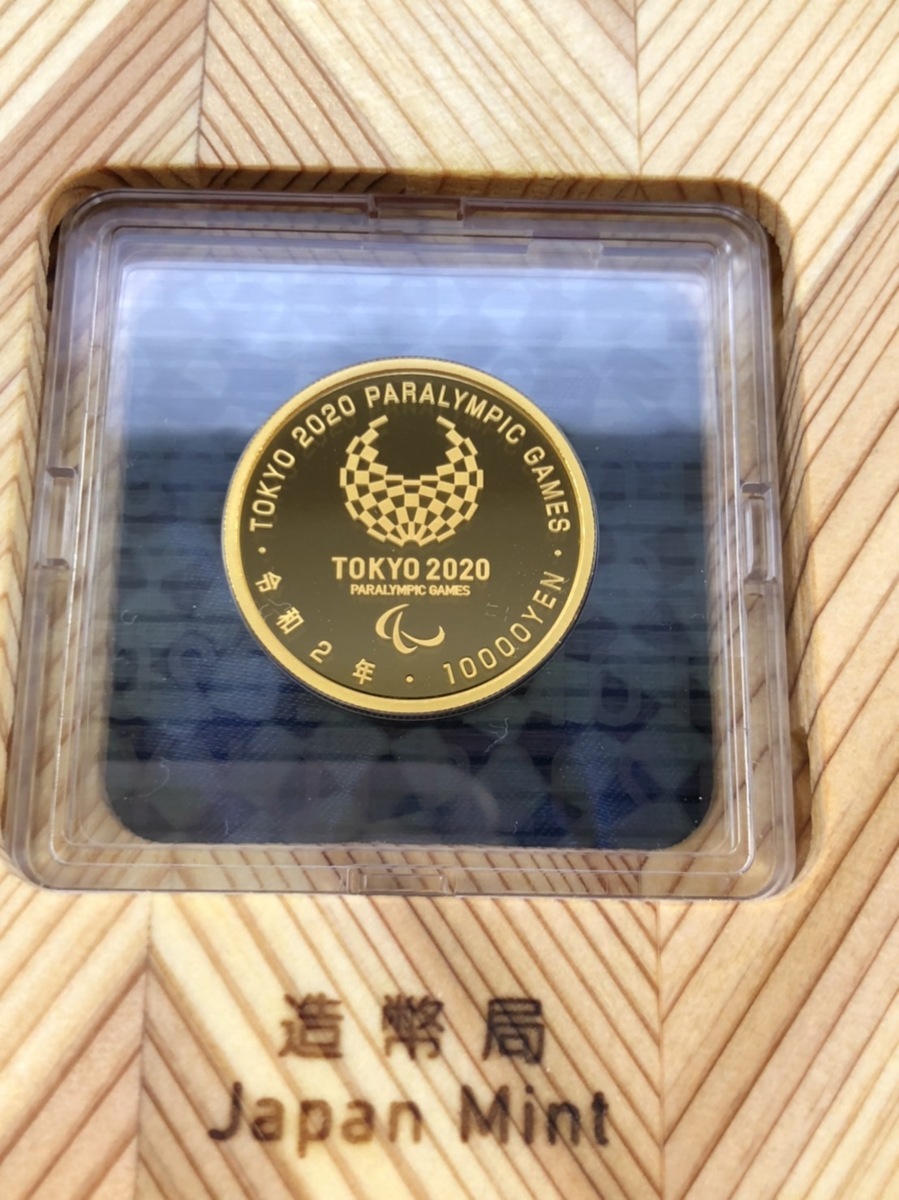 TOKYO 2020 PARALYMPIC GAMES
TOKYO 2020
PARALYMPIC GAMES
令和2年 · 10000YEN
造幣局
Japan Mint